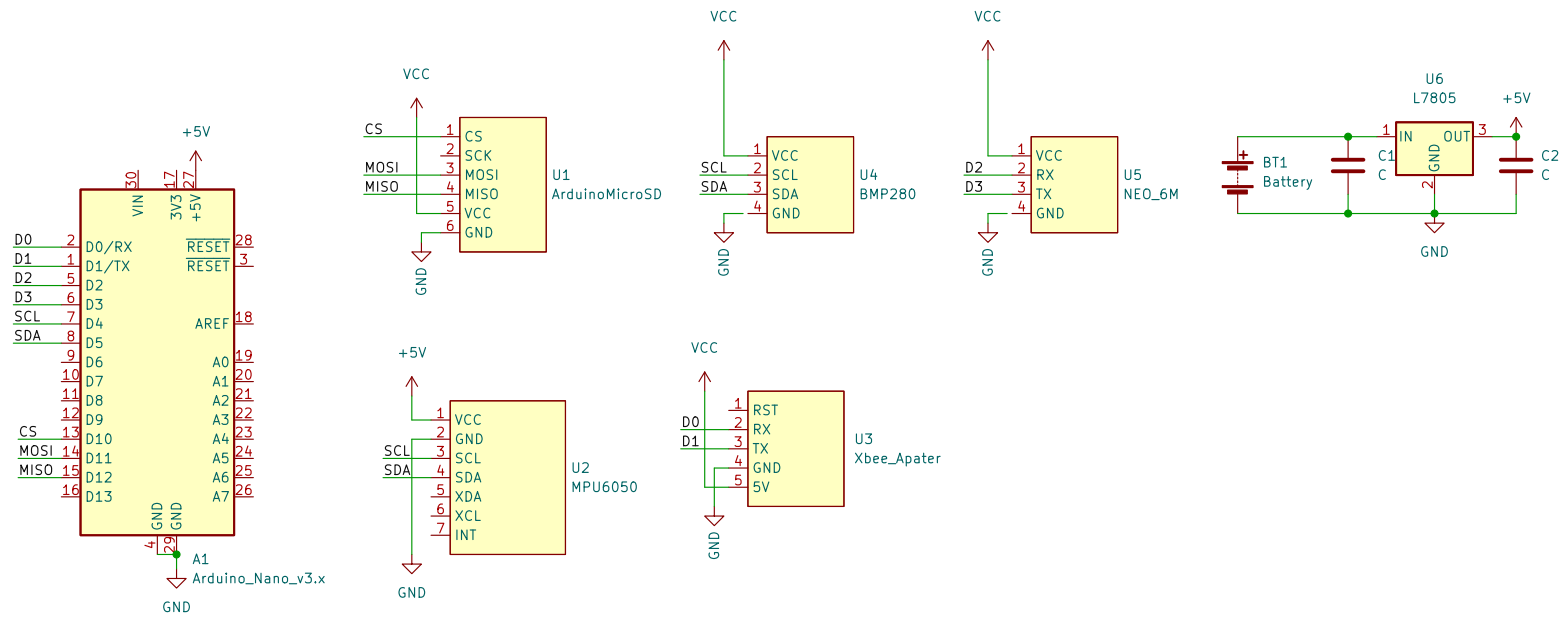 +5V
30
17
27
VIN
3V3
+5V
D0 2 D0/RX RESET 28
D1 1 D1/TX RESET 3
D2 5 D2
D3 6 D3
SCL 7 D4 AREF 18
SDA 8 D5
9 D6 A0 19
10 D7 A1 20
11 D8 A2 21
12 D9 A3 22
CS 13 D10 A4 23
MOSI 14 D11 A5 24
MISO 15 D12 A6 25
16 D13 A7 26
GND
GND
4
29
A1
Arduino_Nano_v3.x
GND
VCC
CS 1 CS
2 SCK
MOSI 3 MOSI
MISO 4 MISO
5 VCC
6 GND
U1
ArduinoMicroSD
GND
VCC
1 VCC
SCL 2 SCL
SDA 3 SDA
4 GND
U4
BMP280
GND
VCC
1 VCC
D2 2 RX
D3 3 TX
4 GND
U5
NEO_6M
GND
U6
L7805
+5V
1 IN OUT 3
GND
2
+
BT1
Battery
C1
C
C2
C
GND
+5V
1 VCC
2 GND
SCL 3 SCL
SDA 4 SDA
5 XDA
6 XCL
7 INT
U2
MPU6050
GND
VCC
1 RST
D0 2 RX
D1 3 TX
4 GND
5 5V
U3
Xbee_Apater
GND